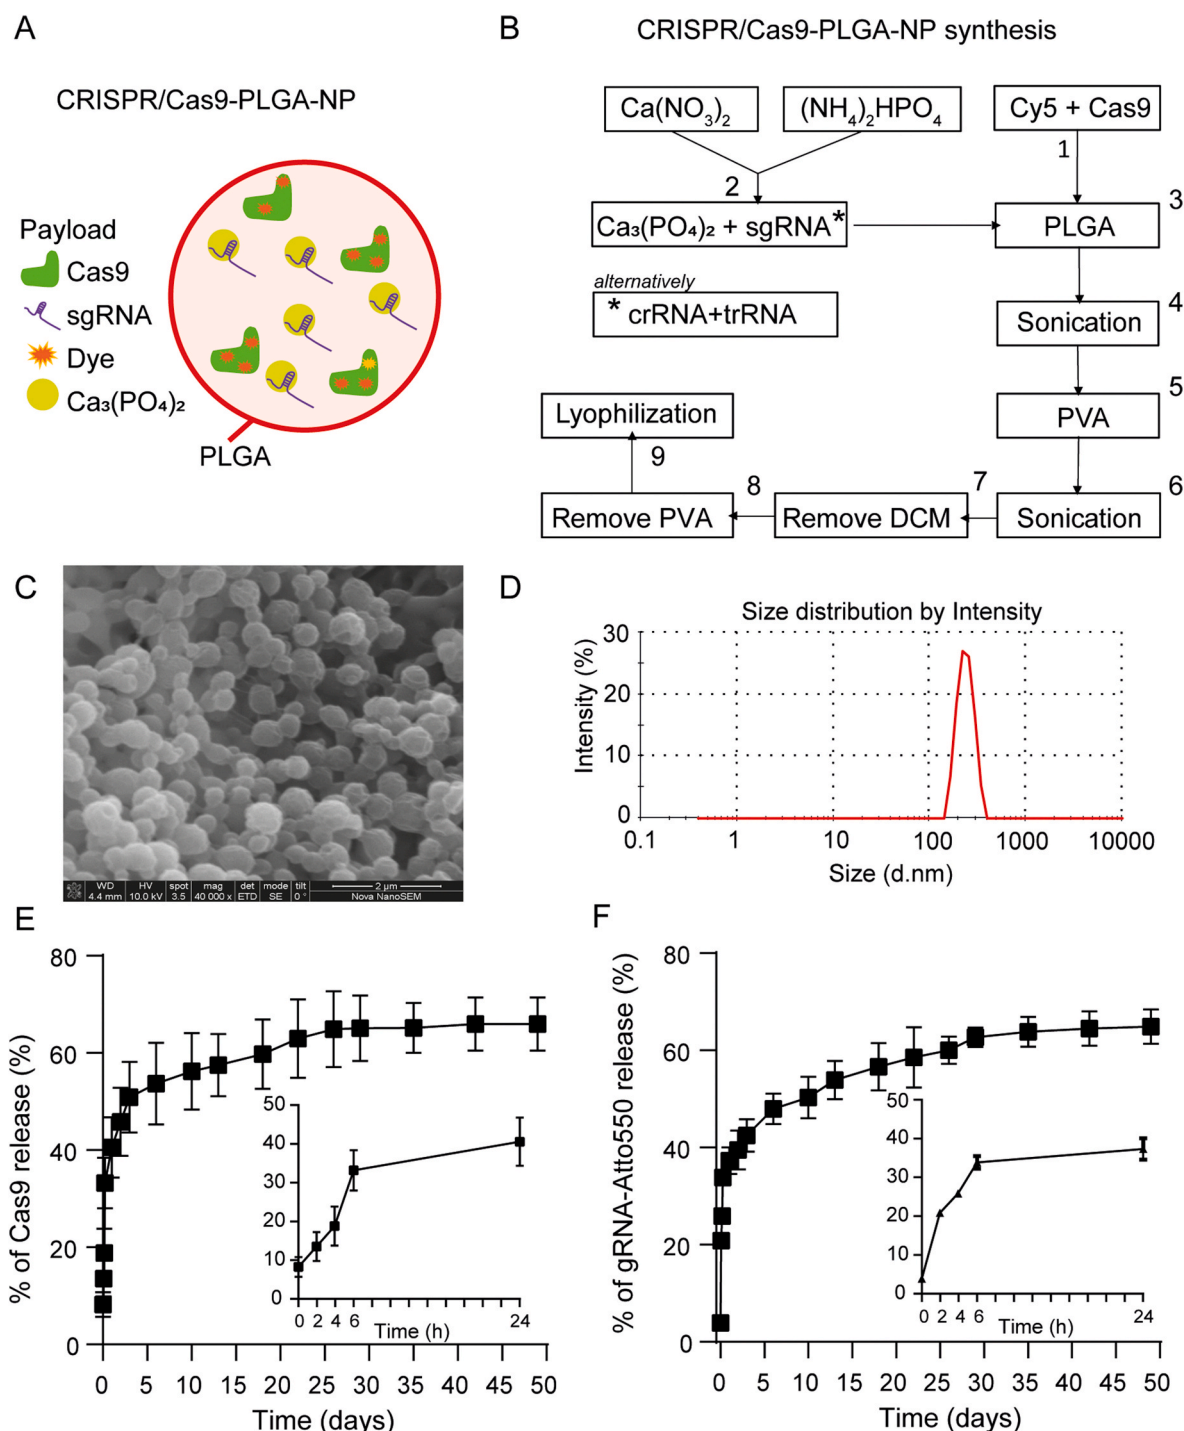 A
CRISPR/Cas9-PLGA-NP
Payload
Cas9
sgRNA
Dye
Ca₃(PO₄)₂
PLGA
B
CRISPR/Cas9-PLGA-NP synthesis
Ca(NO₃)₂
(NH₄)₂HPO₄
Cy5 + Cas9
1
2
3
Ca₃(PO₄)₂ + sgRNA*
PLGA
alternatively
* crRNA+trRNA
4
Sonication
5
PVA
Lyophilization
9
8
7
6
Remove PVA
Remove DCM
Sonication
C
WD HV spot mag det mode tilt
4.4 mm 10.0 kV 3.5 40 000 x ETD SE 0 °
2 µm
Nova NanoSEM
D
Size distribution by Intensity
Intensity (%)
30
20
10
0
0.1 1 10 100 1000 10000
Size (d.nm)
E
% of Cas9 release (%)
80
60
40
20
0
0 5 10 15 20 25 30 35 40 45 50
Time (days)
50
40
30
20
10
0
0 2 4 6 24
Time (h)
F
% of gRNA-Atto550 release (%)
80
60
40
20
0
0 5 10 15 20 25 30 35 40 45 50
Time (days)
50
40
30
20
10
0
0 2 4 6 24
Time (h)